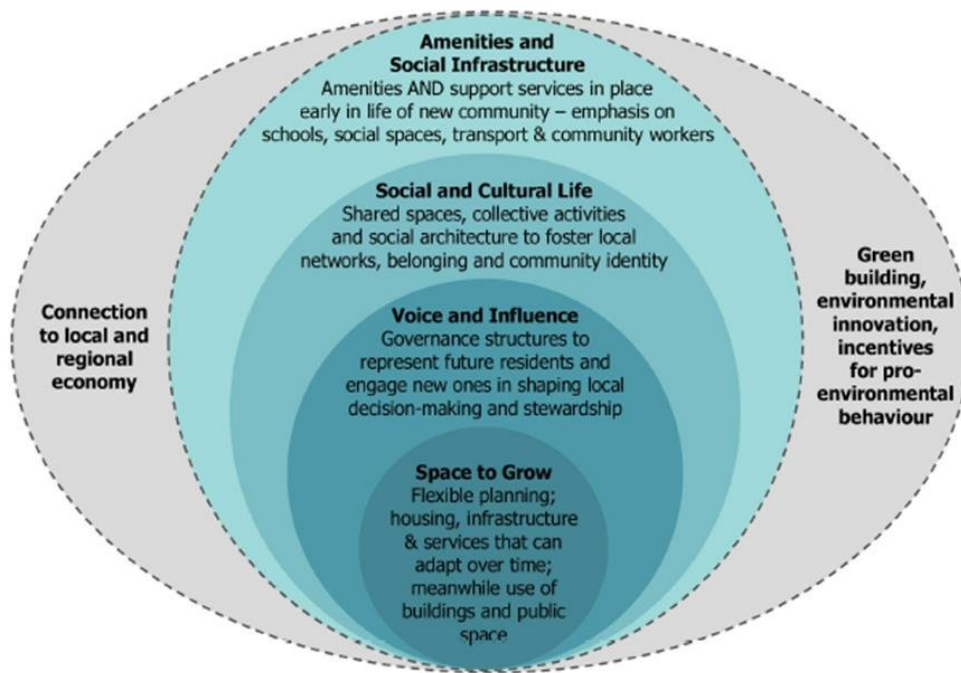 Amenities and
Social Infrastructure
Amenities AND support services in place
early in life of new community – emphasis on
schools, social spaces, transport & community workers
Social and Cultural Life
Shared spaces, collective activities
and social architecture to foster local
networks, belonging and community identity
Voice and Influence
Governance structures to
represent future residents and
engage new ones in shaping local
decision-making and stewardship
Space to Grow
Flexible planning;
housing, infrastructure
& services that can
adapt over time;
meanwhile use of
buildings and public
space
Connection
to local and
regional
economy
Green
building,
environmental
innovation,
incentives
for pro-
environmental
behaviour